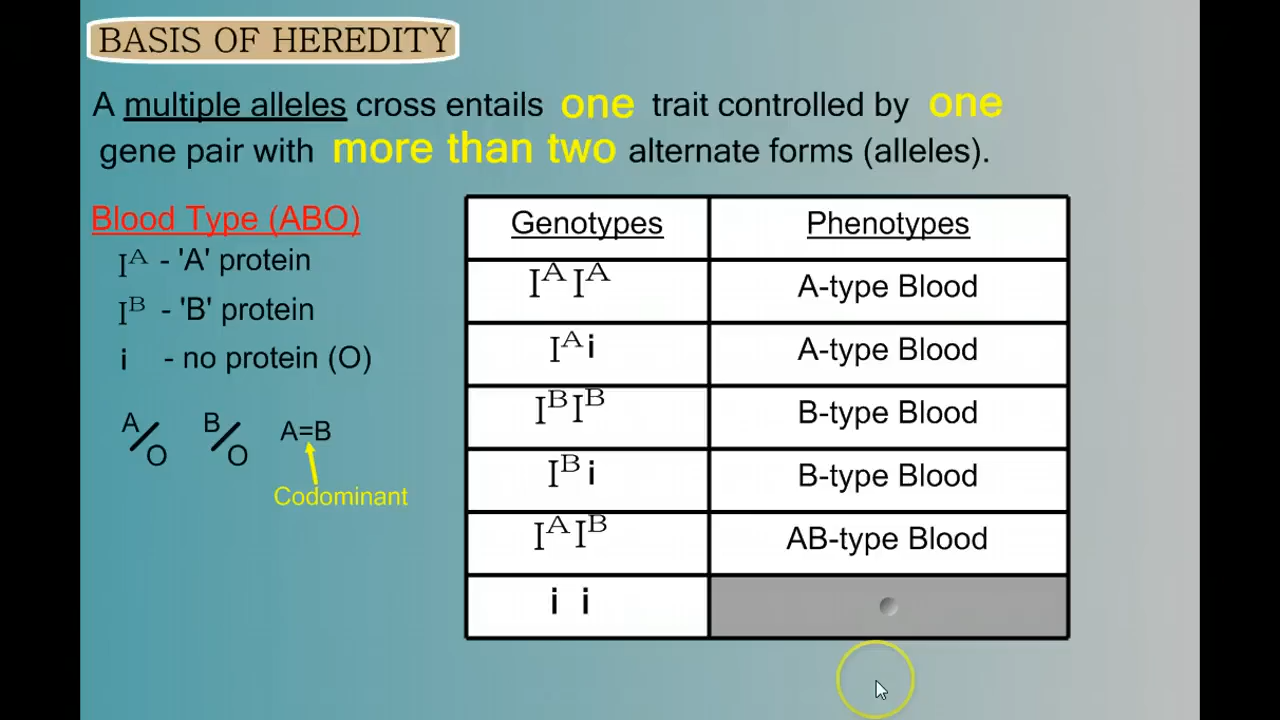 BASIS OF HEREDITY
A multiple alleles cross entails one trait controlled by one
gene pair with more than two alternate forms (alleles).
Blood Type (ABO)
Iᴬ - 'A' protein
Iᴮ - 'B' protein
i - no protein (O)
A/O B/O A=B
Codominant
Genotypes Phenotypes
IᴬIᴬ A-type Blood
Iᴬi A-type Blood
IᴮIᴮ B-type Blood
Iᴮi B-type Blood
IᴬIᴮ AB-type Blood
i i